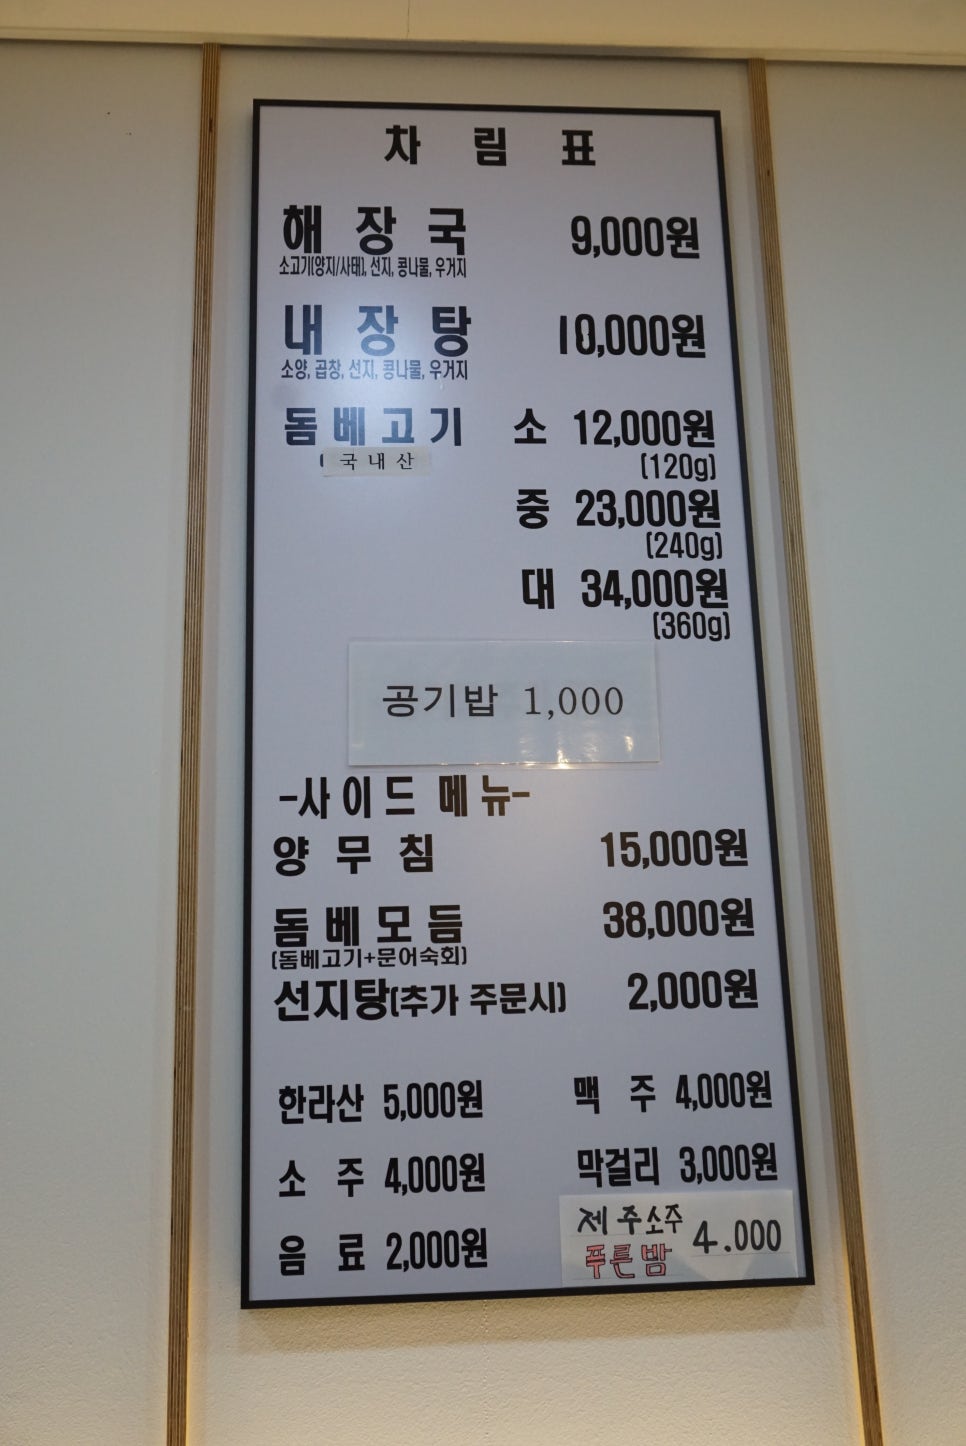 차 림 표
해 장 국 9,000원
소고기(양지/사태), 선지, 콩나물, 우거지
내 장 탕 10,000원
소양, 곱창, 선지, 콩나물, 우거지
돔 베 고 기 소 12,000원
국 내 산 (120g)
중 23,000원
(240g)
대 34,000원
(360g)
공기밥 1,000
-사 이 드 메 뉴-
양 무 침 15,000원
돔 베 모 듬 38,000원
(돔베고기+문어숙회)
선지탕(추가 주문시) 2,000원
한라산 5,000원 맥 주 4,000원
소 주 4,000원 막걸리 3,000원
제주소주
푸른밤 4.000
음 료 2,000원